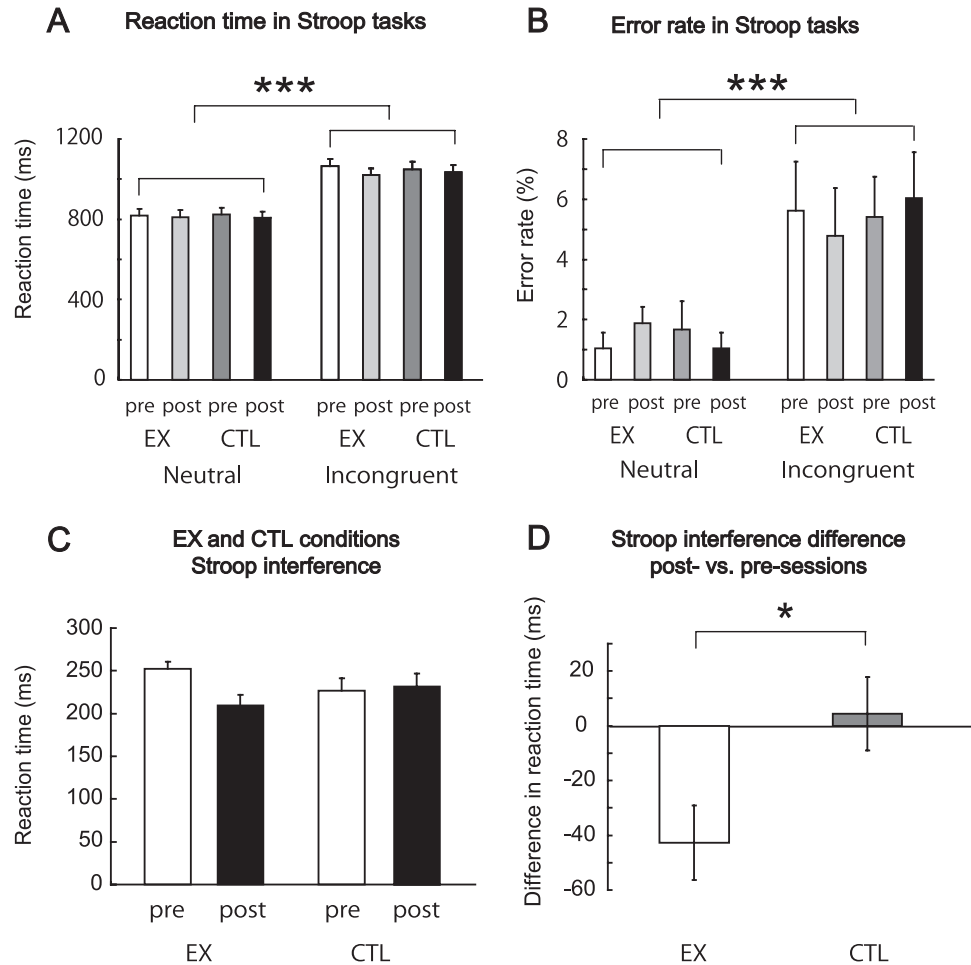 A
Reaction time in Stroop tasks
***
Reaction time (ms)
1200
800
400
0
pre post pre post
EX CTL
pre post pre post
EX CTL
Neutral Incongruent
B
Error rate in Stroop tasks
***
Error rate (%)
8
6
4
2
0
pre post pre post
EX CTL
pre post pre post
EX CTL
Neutral Incongruent
C
EX and CTL conditions
Stroop interference
Reaction time (ms)
300
250
200
150
100
50
0
pre post pre post
EX CTL
D
Stroop interference difference
post- vs. pre-sessions
*
Difference in reaction time (ms)
20
0
-20
-40
-60
EX CTL